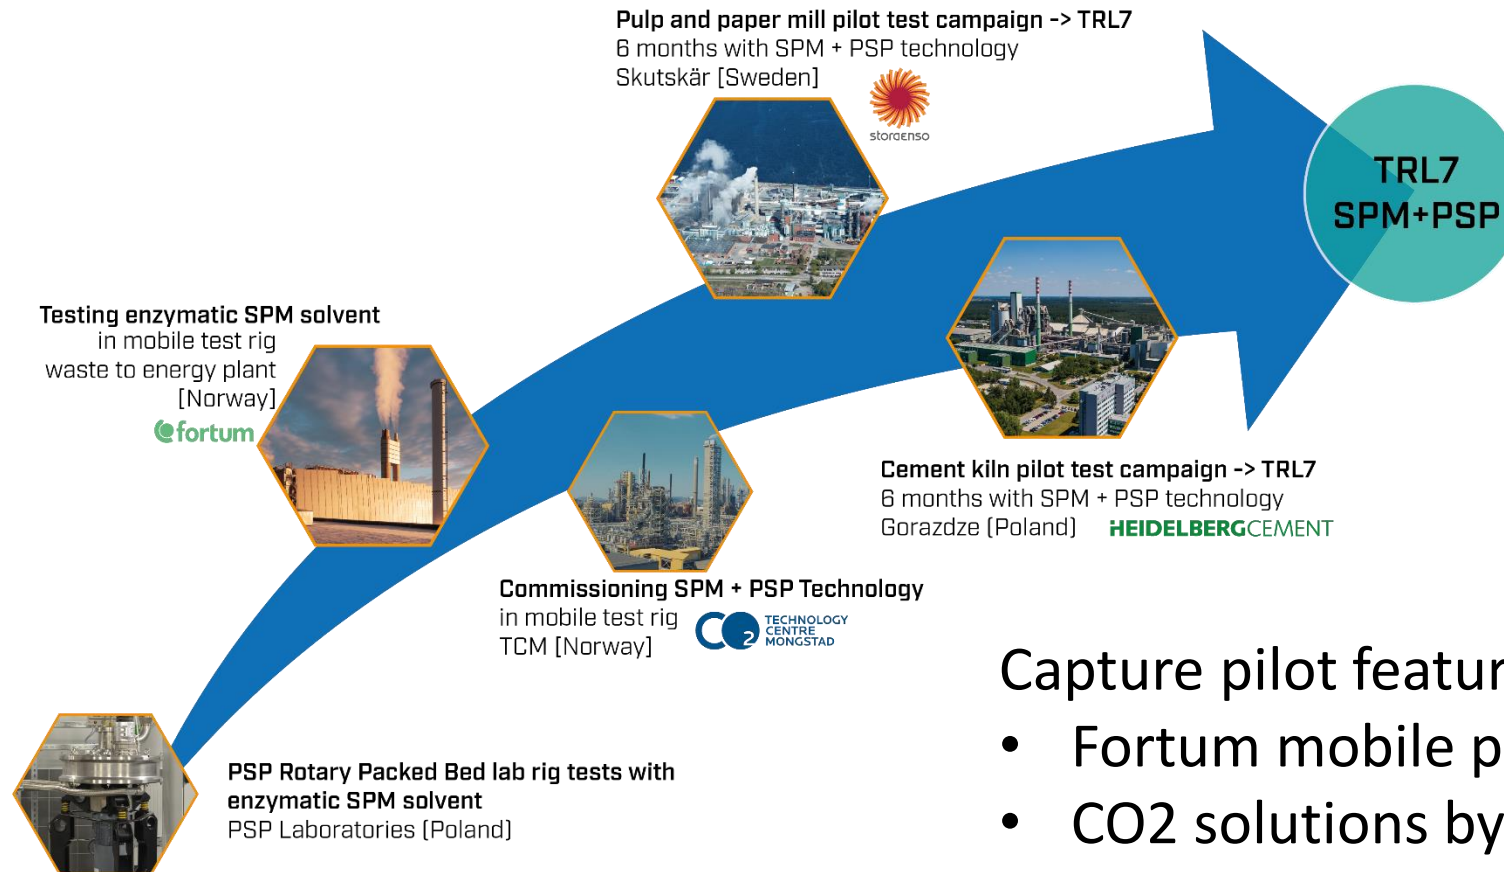 Pulp and paper mill pilot test campaign -> TRL7
6 months with SPM + PSP technology
Skutskär [Sweden]
storaenso
TRL7
SPM+PSP
Testing enzymatic SPM solvent
in mobile test rig
waste to energy plant
[Norway]
fortum
Cement kiln pilot test campaign -> TRL7
6 months with SPM + PSP technology
Gorazdze (Poland)
HEIDELBERGCEMENT
Commissioning SPM + PSP Technology
in mobile test rig
TCM [Norway]
CO2 TECHNOLOGY
CENTRE
MONGSTAD
PSP Rotary Packed Bed lab rig tests with
enzymatic SPM solvent
PSP Laboratories (Poland)
Capture pilot featur
• Fortum mobile p
• CO2 solutions by